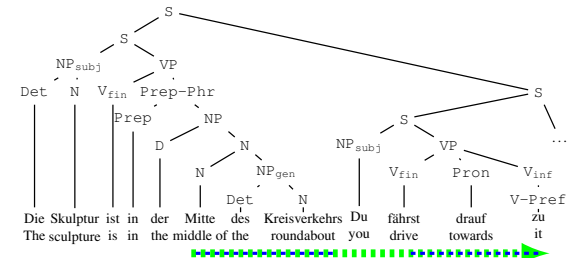 S
S
NPsubj VP S
Det N Vfin Prep-Phr
Prep NP S
D N NPsubj VP ...
N NPgen Vfin Pron Vinf
Det N V-Pref
Die Skulptur ist in der Mitte des Kreisverkehrs Du fährst drauf zu
The sculpture is in the middle of the roundabout you drive towards it